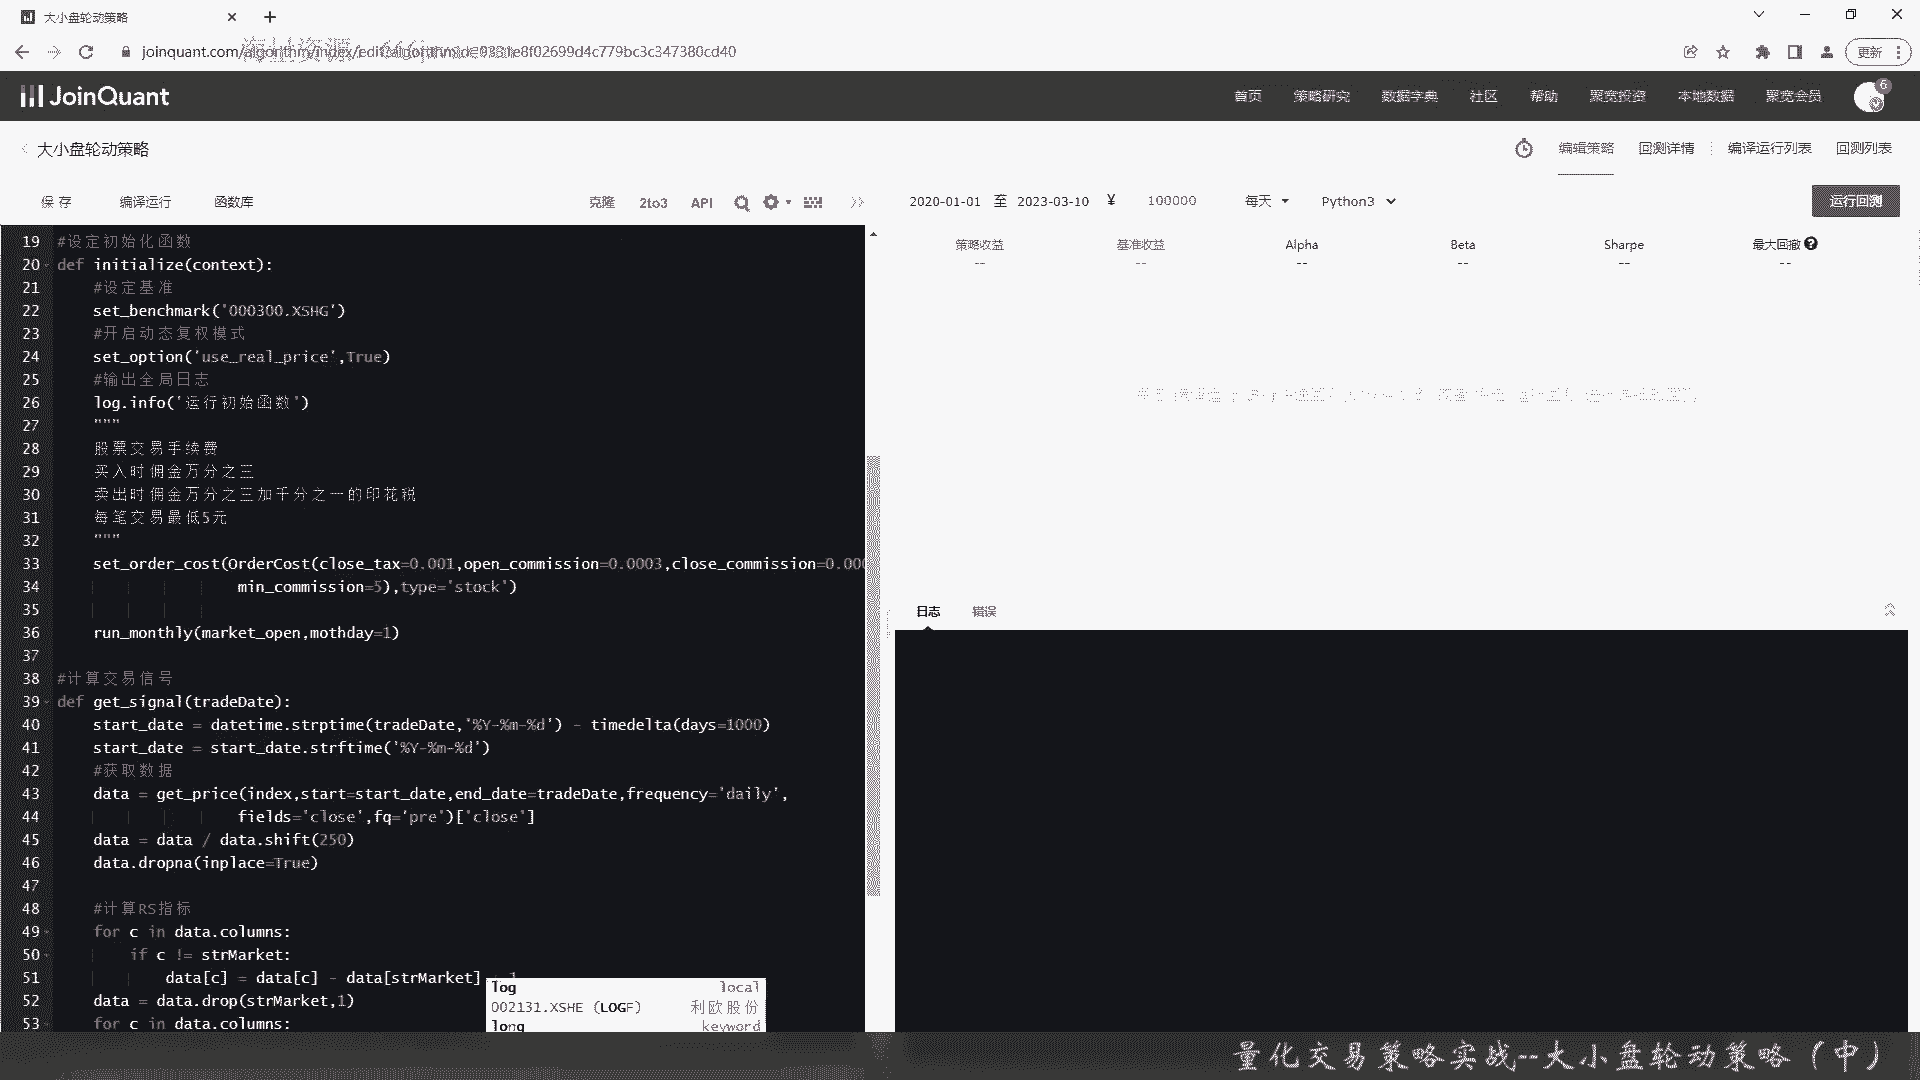 大小盘轮动策略
joinquant.com/algorithm/index/edit?algorithmId=
JoinQuant
首页 策略研究 数据字典 社区 帮助 聚宽投资 本地数据 聚宽会员 6
更新
大小盘轮动策略
编辑策略 回测详情 编译运行列表 回测列表
保存 编译运行 函数库 克隆 2to3 API
2020-01-01 至 2023-03-10 ¥ 100000 每天 Python3 运行回测
策略收益 基准收益 Alpha Beta Sharpe 最大回撤
-- -- -- -- -- --
19 #设定初始化函数
20 def initialize(context):
21 #设定基准
22 set_benchmark('000300.XSHG')
23 #开启动态复权模式
24 set_option('use_real_price',True)
25 #输出全局日志
26 log.info('运行初始函数')
27 """
28 股票交易手续费
29 买入时佣金万分之三
30 卖出时佣金万分之三加千分之一的印花税
31 每笔交易最低5元
32 """
33 set_order_cost(OrderCost(close_tax=0.001,open_commission=0.0003,close_commission=0.000
34 min_commission=5),type='stock')
35
36 run_monthly(market_open,mothday=1)
37
38 #计算交易信号
39 def get_signal(tradeDate):
40 start_date = datetime.strptime(tradeDate,'%Y-%m-%d') - timedelta(days=1000)
41 start_date = start_date.strftime('%Y-%m-%d')
42 #获取数据
43 data = get_price(index,start=start_date,end_date=tradeDate,frequency='daily',
44 fields='close',fq='pre')['close']
45 data = data / data.shift(250)
46 data.dropna(inplace=True)
47
48 #计算RS指标
49 for c in data.columns:
50 if c != strMarket:
51 data[c] = data[c] - data[strMarket]
52 data = data.drop(strMarket,1)
53 for c in data.columns:
log local
002131.XSHE (LOGF) 利欧股份
long keyword
日志 错误
量化交易策略实战--大小盘轮动策略（中）